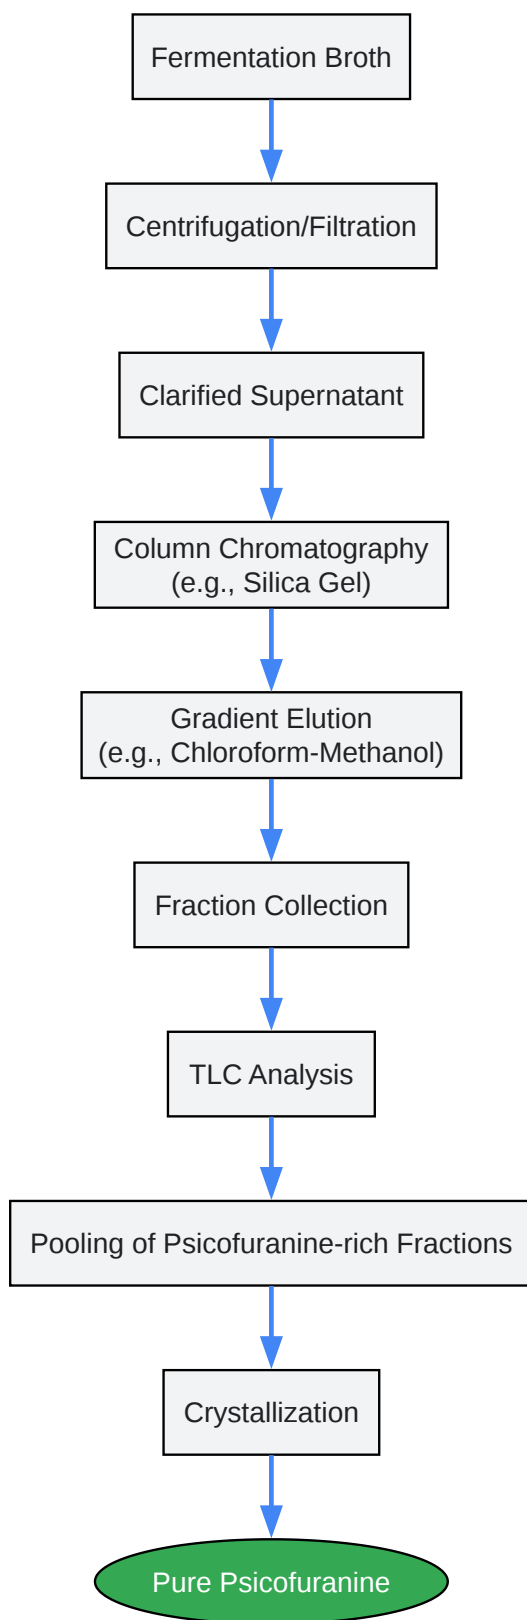 Fermentation Broth
Centrifugation/Filtration
Clarified Supernatant
Column Chromatography
(e.g., Silica Gel)
Gradient Elution
(e.g., Chloroform-Methanol)
Fraction Collection
TLC Analysis
Pooling of Psicofuranine-rich Fractions
Crystallization
Pure Psicofuranine